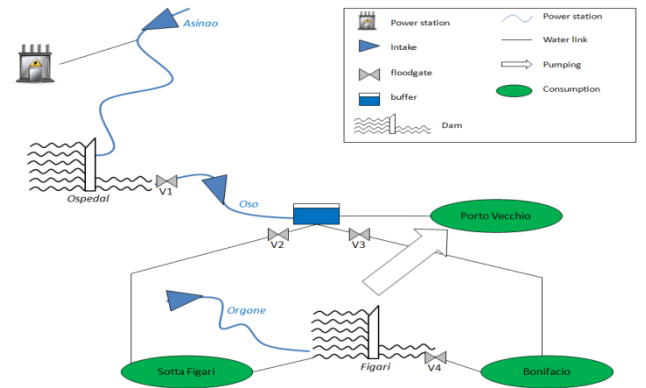 Asinao
Power station
Power station
Intake
Water link
floodgate
Pumping
buffer
Consumption
Dam
Ospedal
V1
Oso
Porto Vecchio
V2
V3
Orgone
Sotta Figari
Figari
V4
Bonifacio